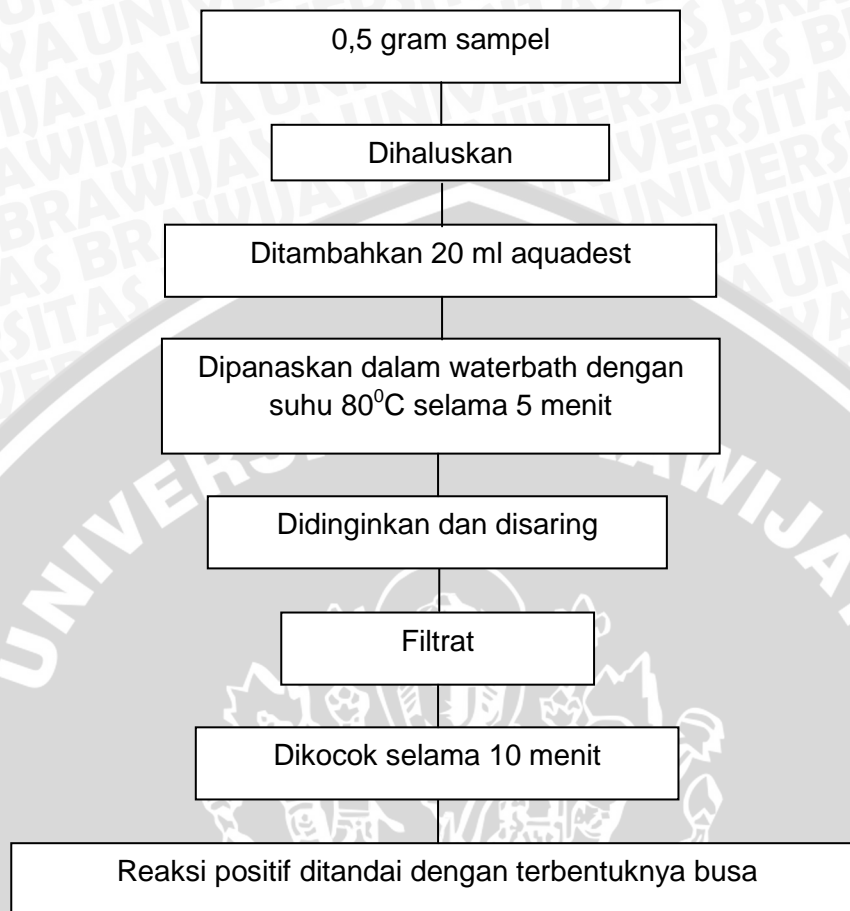 0,5 gram sampel
Dihaluskan
Ditambahkan 20 ml aquadest
Dipanaskan dalam waterbath dengan
suhu 80⁰C selama 5 menit
Didinginkan dan disaring
Filtrat
Dikocok selama 10 menit
Reaksi positif ditandai dengan terbentuknya busa